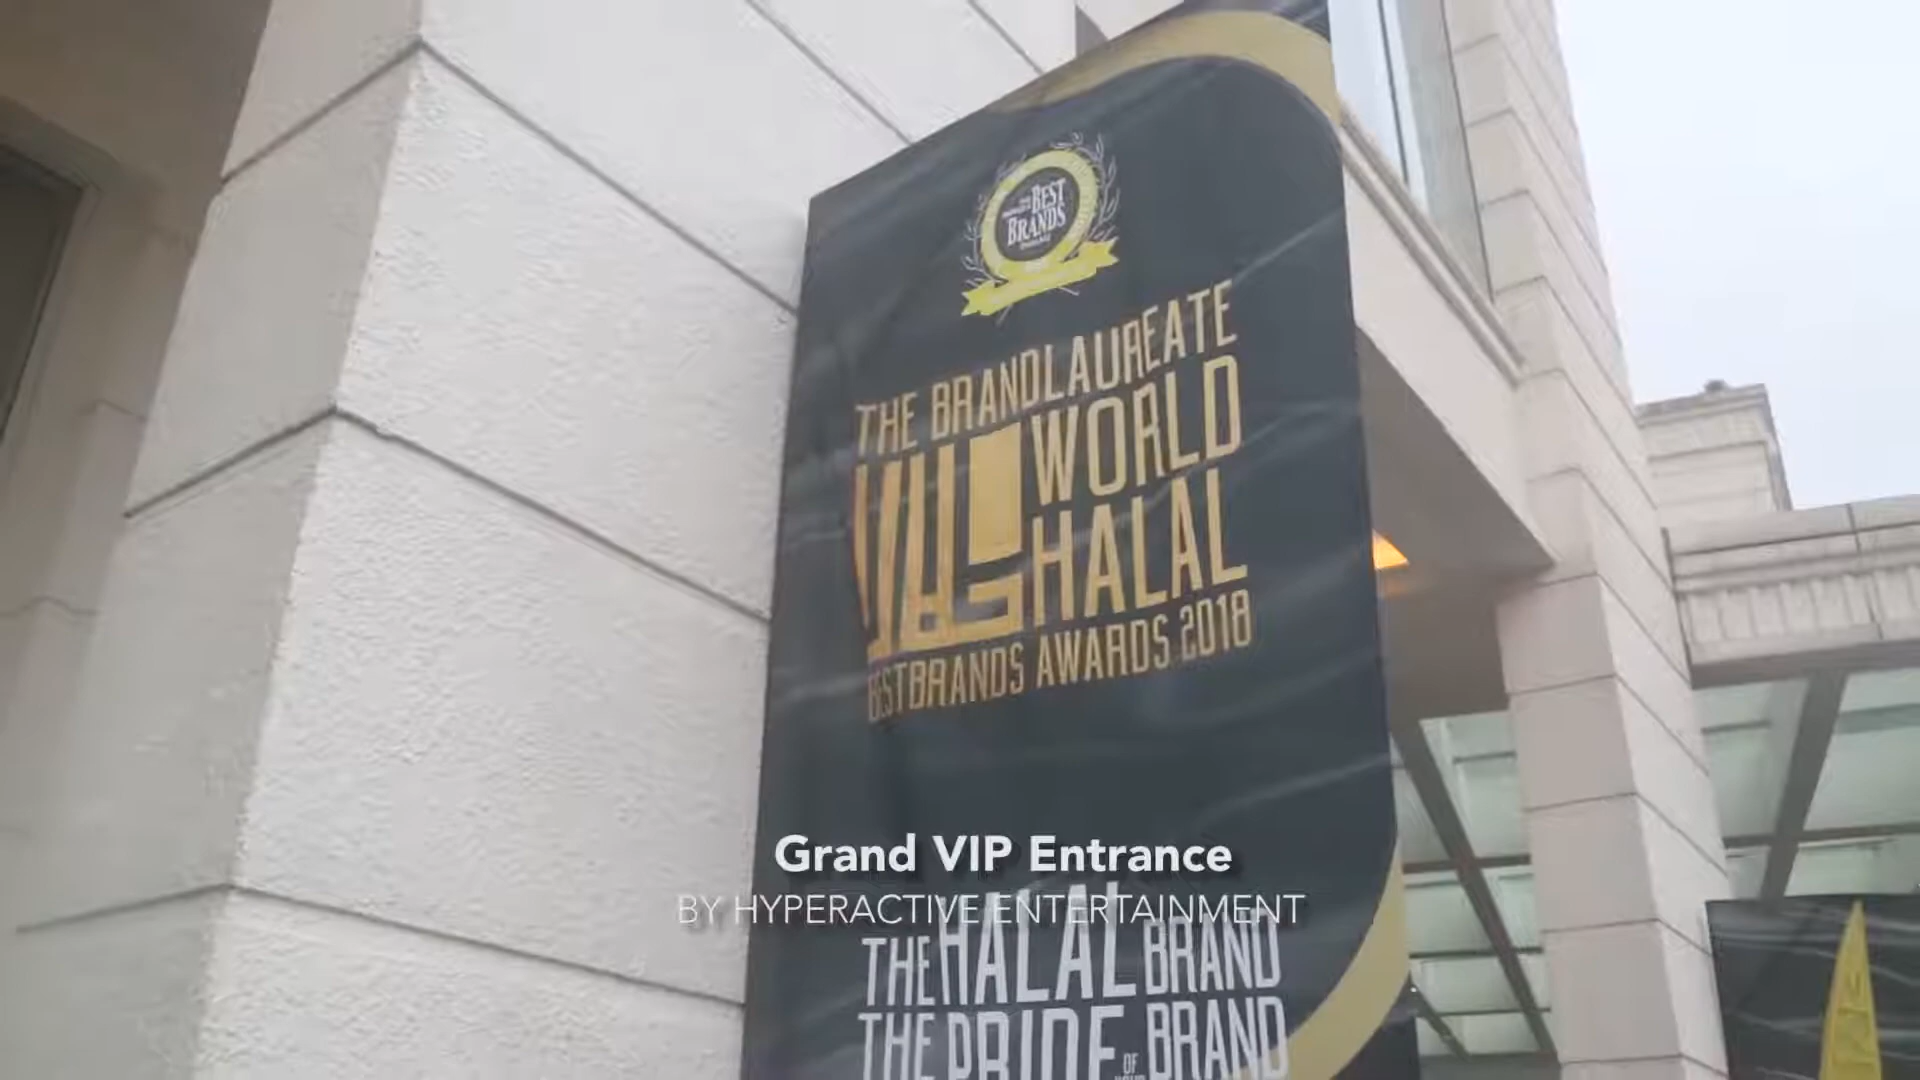 BEST
BRANDS
THE BRANDLAUREATE
WORLD
HALAL
BESTBRANDS AWARDS 2018
Grand VIP Entrance
BY HYPERACTIVE ENTERTAINMENT
THE HALAL BRAND
THE PRIDE OF BRAND